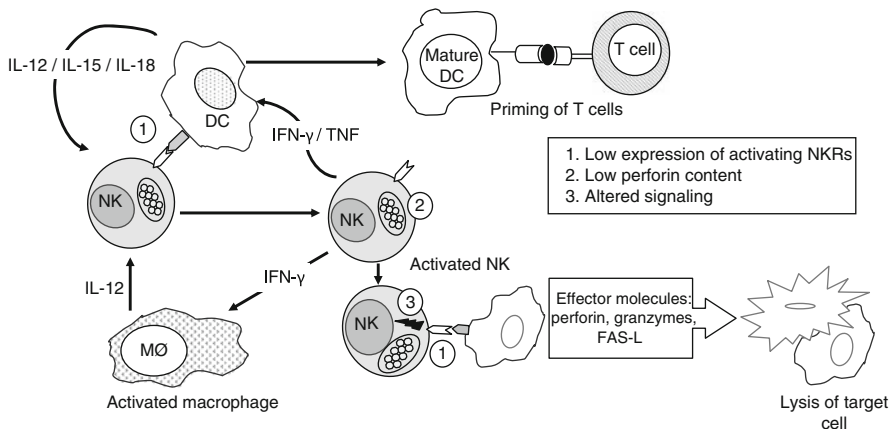 IL-12 / IL-15 / IL-18
DC
1
Mature
DC
T cell
Priming of T cells
IFN-γ / TNF
1. Low expression of activating NKRs
2. Low perforin content
3. Altered signaling
NK
NK
2
Activated NK
IL-12
IFN-γ
MØ
Activated macrophage
NK
3
1
Effector molecules:
perforin, granzymes,
FAS-L
Lysis of target
cell